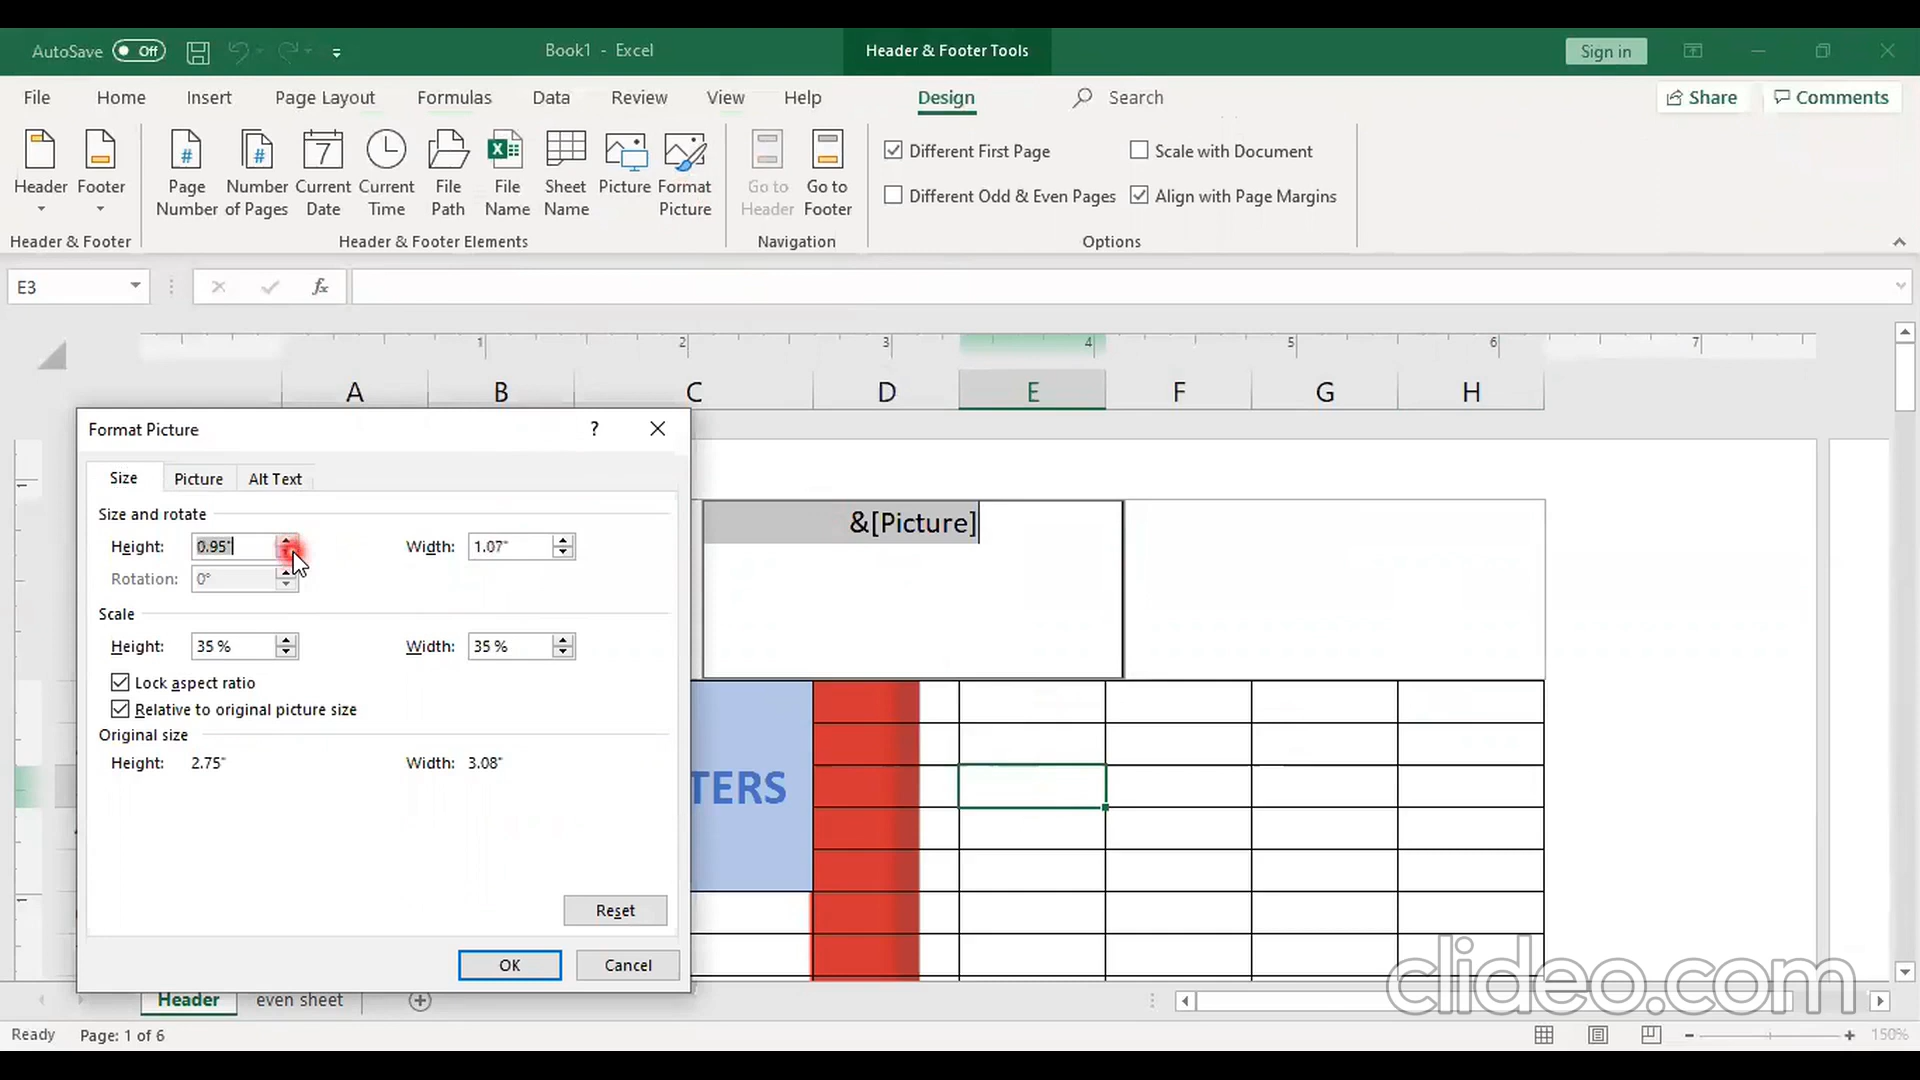 AutoSave Off Book1 - Excel Header & Footer Tools Sign in
File Home Insert Page Layout Formulas Data Review View Help Design Search Share Comments
Header Footer Page Number Number of Pages Current Date Current Time File Path File Name Sheet Name Picture Format Picture Go to Header Go to Footer
Different First Page Scale with Document
Different Odd & Even Pages Align with Page Margins
Header & Footer Header & Footer Elements Navigation Options
E3 fx
1 2 3 4 5 6 7
A B C D E F G H
Format Picture ?
Size Picture Alt Text
Size and rotate
&[Picture]
Height: 0.95" Width: 1.07"
Rotation: 0°
Scale
Height: 35 % Width: 35 %
Lock aspect ratio
Relative to original picture size
Original size
Height: 2.75" Width: 3.08"
TERS
Reset
OK Cancel
Header even sheet
clideo.com
Ready Page: 1 of 6 150%